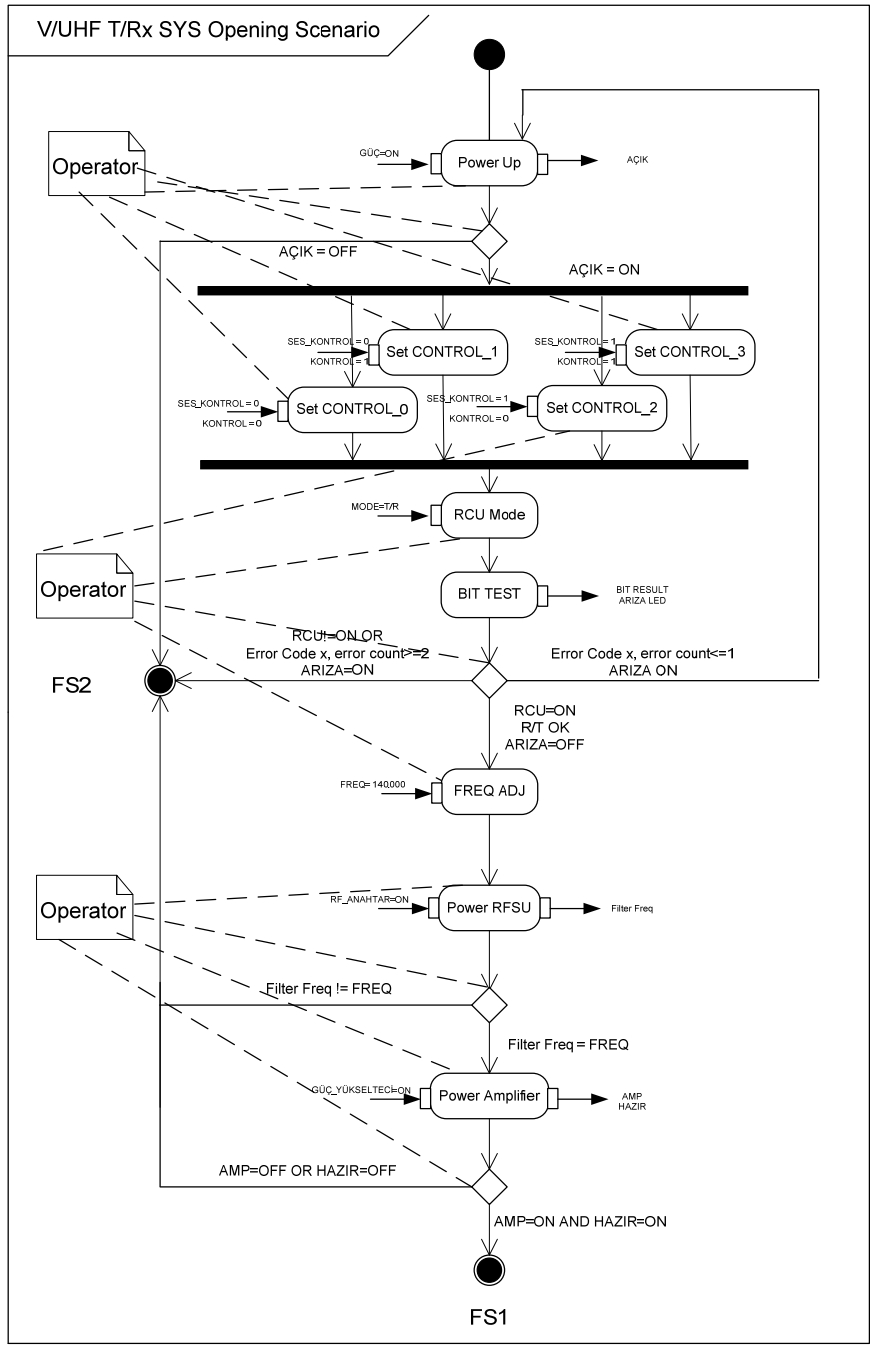 V/UHF T/Rx SYS Opening Scenario
Operator
GÜÇ=ON
Power Up
AÇIK
AÇIK = OFF
AÇIK = ON
SES_KONTROL = 0
KONTROL = 1
Set CONTROL_1
SES_KONTROL = 1
KONTROL = 1
Set CONTROL_3
SES_KONTROL = 0
KONTROL = 0
Set CONTROL_0
SES_KONTROL = 1
KONTROL = 0
Set CONTROL_2
MODE=T/R
RCU Mode
Operator
BIT TEST
BIT RESULT
ARIZA LED
RCU!=ON OR
Error Code x, error count>=2
ARIZA=ON
Error Code x, error count<=1
ARIZA ON
FS2
RCU=ON
R/T OK
ARIZA=OFF
FREQ= 140,000
FREQ ADJ
Operator
RF_ANAHTAR=ON
Power RFSU
Filter Freq
Filter Freq != FREQ
Filter Freq = FREQ
GÜÇ_YÜKSELTECİ=ON
Power Amplifier
AMP
HAZIR
AMP=OFF OR HAZIR=OFF
AMP=ON AND HAZIR=ON
FS1